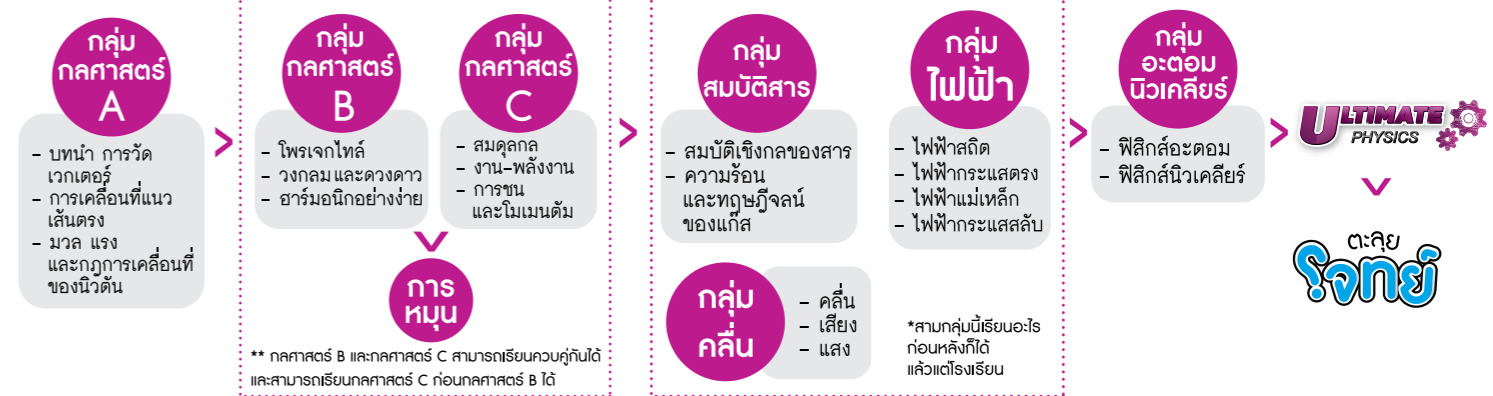 กลุ่ม
กลศาสตร์
A
- บทนำ การวัด
เวกเตอร์
- การเคลื่อนที่แนว
เส้นตรง
- มวล แรง
และกฎการเคลื่อนที่
ของนิวตัน
>
กลุ่ม
กลศาสตร์
B
- โพรเจกไทล์
- วงกลมและดวงดาว
- ฮาร์มอนิกอย่างง่าย
กลุ่ม
กลศาสตร์
C
- สมดุลกล
- งาน-พลังงาน
- การชน
และโมเมนตัม
การ
หมุน
** กลศาสตร์ B และกลศาสตร์ C สามารถเรียนควบคู่กันได้
และสามารถเรียนกลศาสตร์ C ก่อนกลศาสตร์ B ได้
>
กลุ่ม
สมบัติสาร
- สมบัติเชิงกลของสาร
- ความร้อน
และทฤษฎีจลน์
ของแก๊ส
กลุ่ม
ไฟฟ้า
- ไฟฟ้าสถิต
- ไฟฟ้ากระแสตรง
- ไฟฟ้าแม่เหล็ก
- ไฟฟ้ากระแสสลับ
กลุ่ม
คลื่น
- คลื่น
- เสียง
- แสง
*สามกลุ่มนี้เรียนอะไร
ก่อนหลังก็ได้
แล้วแต่โรงเรียน
>
กลุ่ม
อะตอม
นิวเคลียร์
- ฟิสิกส์อะตอม
- ฟิสิกส์นิวเคลียร์
>
ULTIMATE
PHYSICS
ตะลุย
โจทย์